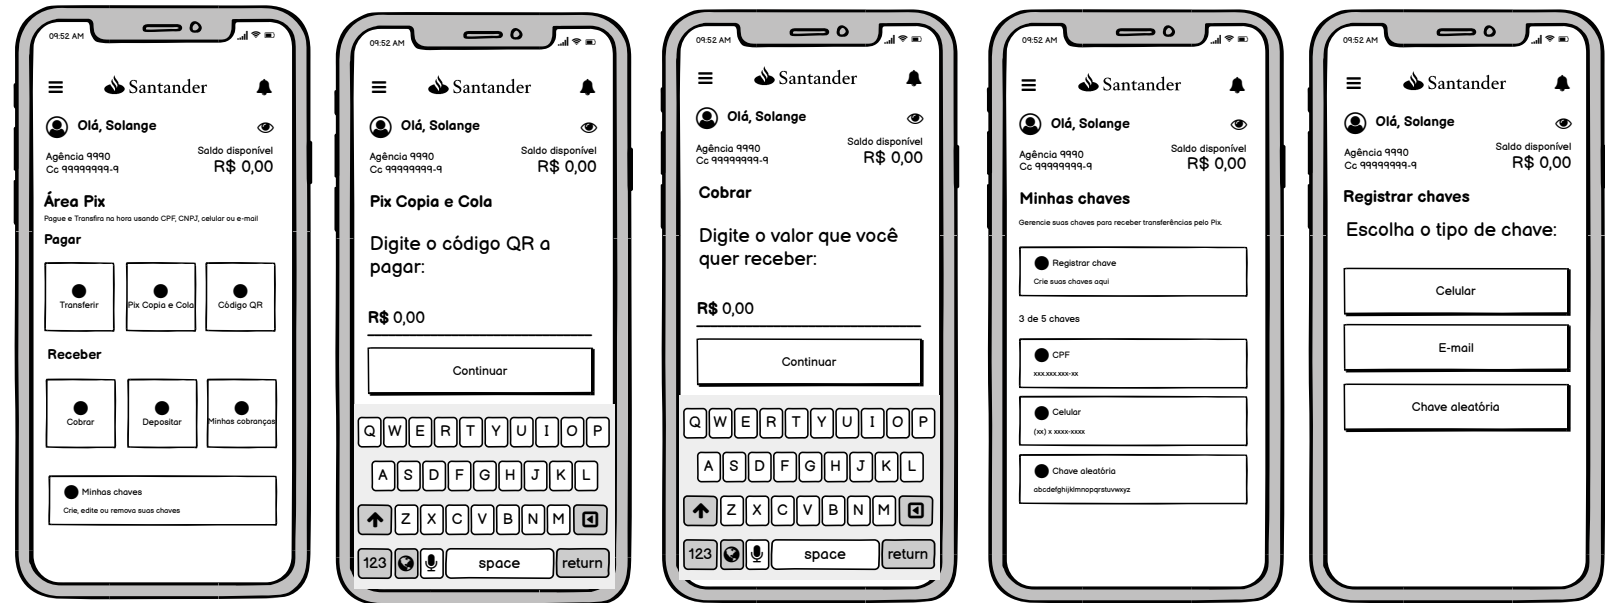 09:52 AM
Santander
Olá, Solange
Agência 9990
Cc 99999999-9
Saldo disponível
R$ 0,00
Área Pix
Pague e Transfira na hora usando CPF, CNPJ, celular ou e-mail
Pagar
Transferir
Pix Copia e Cola
Código QR
Receber
Cobrar
Depositar
Minhas cobranças
Minhas chaves
Crie, edite ou remova suas chaves
09:52 AM
Santander
Olá, Solange
Agência 9990
Cc 99999999-9
Saldo disponível
R$ 0,00
Pix Copia e Cola
Digite o código QR a
pagar:
R$ 0,00
Continuar
Q W E R T Y U I O P
A S D F G H J K L
Z X C V B N M
123 space return
09:52 AM
Santander
Olá, Solange
Agência 9990
Cc 99999999-9
Saldo disponível
R$ 0,00
Cobrar
Digite o valor que você
quer receber:
R$ 0,00
Continuar
Q W E R T Y U I O P
A S D F G H J K L
Z X C V B N M
123 space return
09:52 AM
Santander
Olá, Solange
Agência 9990
Cc 99999999-9
Saldo disponível
R$ 0,00
Minhas chaves
Gerencie suas chaves para receber transferências pelo Pix.
Registrar chave
Crie suas chaves aqui
3 de 5 chaves
CPF
xxx.xxx.xxx-xx
Celular
(xx) x xxxx-xxxx
Chave aleatória
abcdefghijklmnopqrstuvwxyz
09:52 AM
Santander
Olá, Solange
Agência 9990
Cc 99999999-9
Saldo disponível
R$ 0,00
Registrar chaves
Escolha o tipo de chave:
Celular
E-mail
Chave aleatória